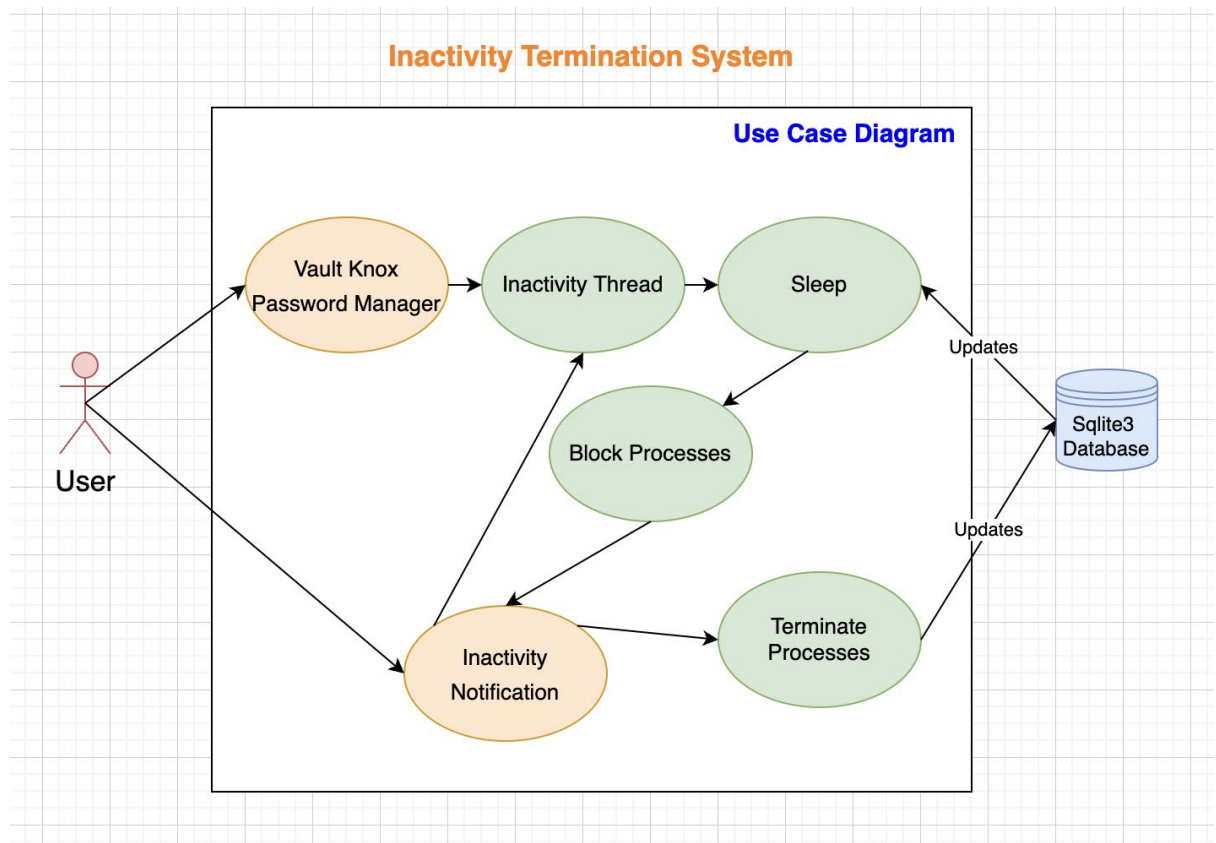 Inactivity Termination System
Use Case Diagram
Vault Knox
Password Manager
Inactivity Thread
Sleep
Updates
Block Processes
Sqlite3
Database
User
Updates
Inactivity
Notification
Terminate
Processes